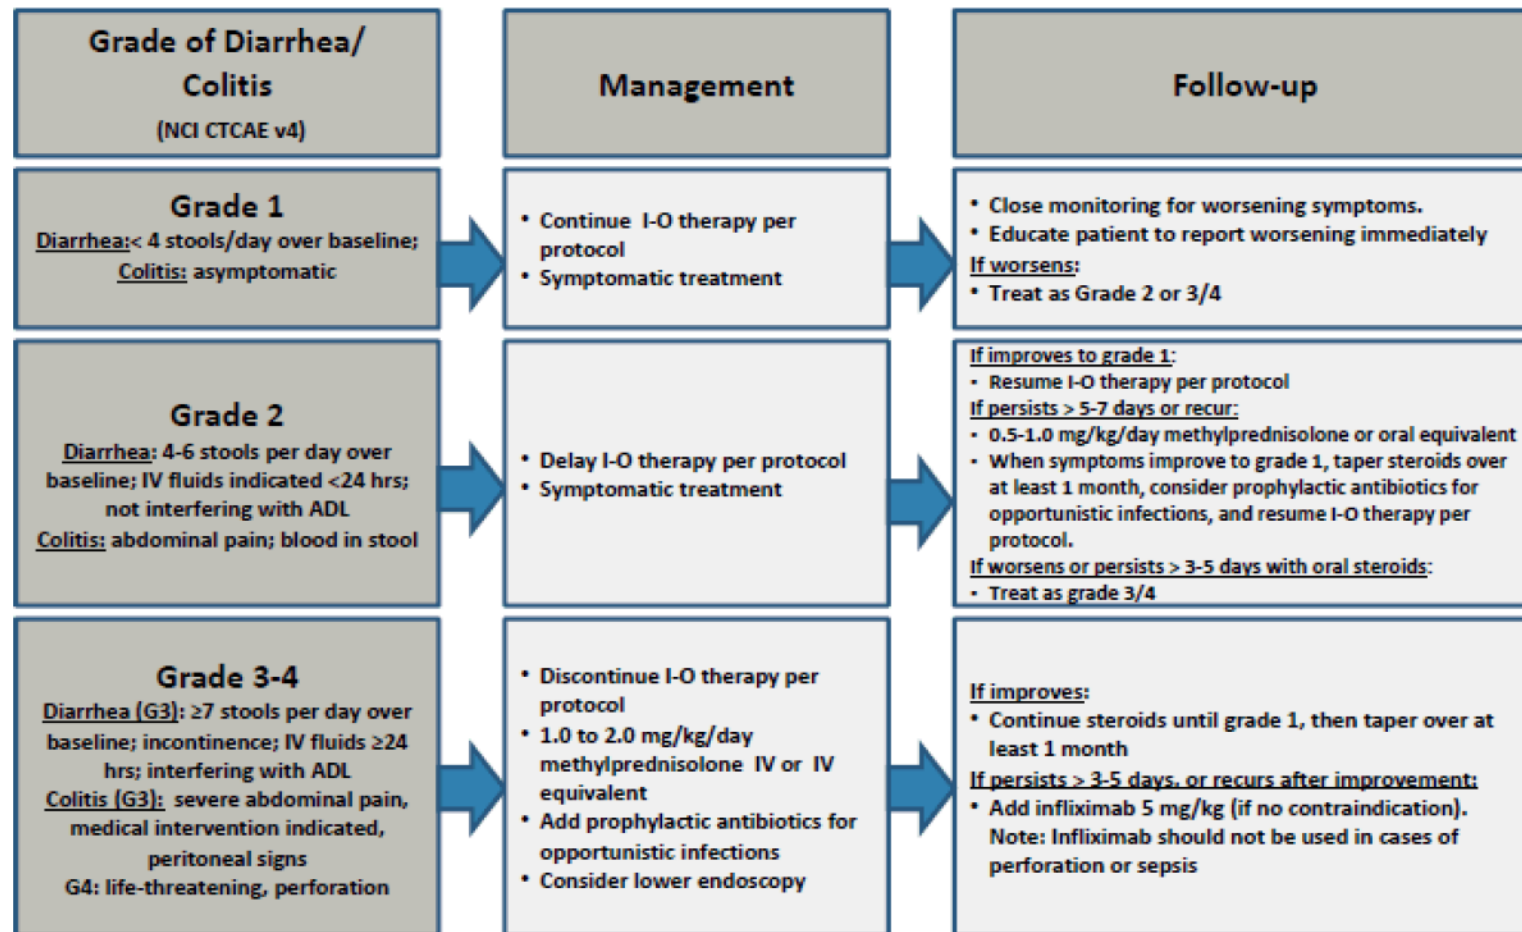 Grade of Diarrhea/
Colitis
(NCI CTCAE v4)
Management
Follow-up
Grade 1
Diarrhea:< 4 stools/day over baseline;
Colitis: asymptomatic
• Continue I-O therapy per
protocol
• Symptomatic treatment
• Close monitoring for worsening symptoms.
• Educate patient to report worsening immediately
If worsens:
• Treat as Grade 2 or 3/4
Grade 2
Diarrhea: 4-6 stools per day over
baseline; IV fluids indicated <24 hrs;
not interfering with ADL
Colitis: abdominal pain; blood in stool
• Delay I-O therapy per protocol
• Symptomatic treatment
If improves to grade 1:
• Resume I-O therapy per protocol
If persists > 5-7 days or recur:
• 0.5-1.0 mg/kg/day methylprednisolone or oral equivalent
• When symptoms improve to grade 1, taper steroids over
at least 1 month, consider prophylactic antibiotics for
opportunistic infections, and resume I-O therapy per
protocol.
If worsens or persists > 3-5 days with oral steroids:
• Treat as grade 3/4
Grade 3-4
Diarrhea (G3): ≥7 stools per day over
baseline; incontinence; IV fluids ≥24
hrs; interfering with ADL
Colitis (G3): severe abdominal pain,
medical intervention indicated,
peritoneal signs
G4: life-threatening, perforation
• Discontinue I-O therapy per
protocol
• 1.0 to 2.0 mg/kg/day
methylprednisolone IV or IV
equivalent
• Add prophylactic antibiotics for
opportunistic infections
• Consider lower endoscopy
If improves:
• Continue steroids until grade 1, then taper over at
least 1 month
If persists > 3-5 days, or recurs after improvement:
• Add infliximab 5 mg/kg (if no contraindication).
Note: Infliximab should not be used in cases of
perforation or sepsis